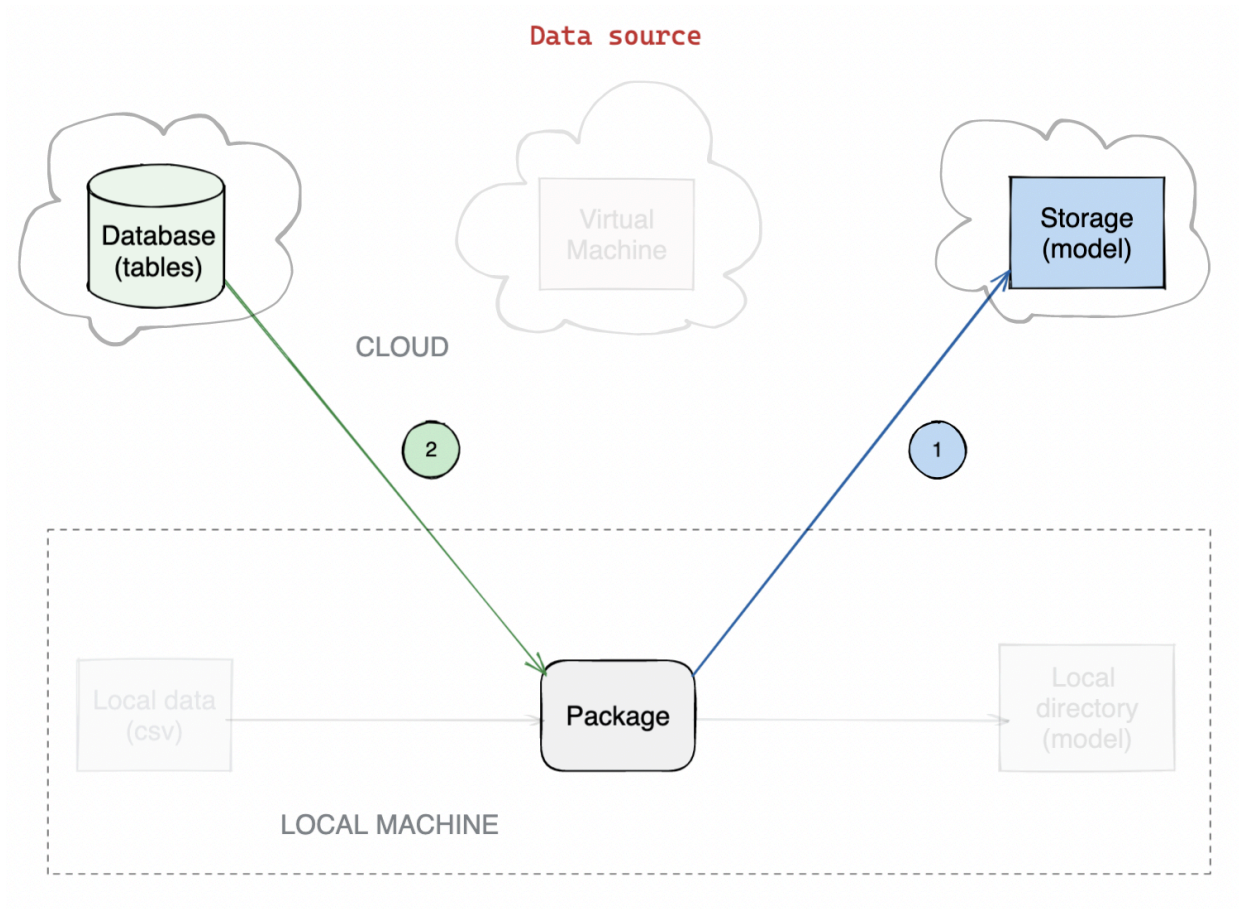 Data source
Database
(tables)
Virtual
Machine
Storage
(model)
CLOUD
2
1
Local data
(csv)
Package
Local
directory
(model)
LOCAL MACHINE